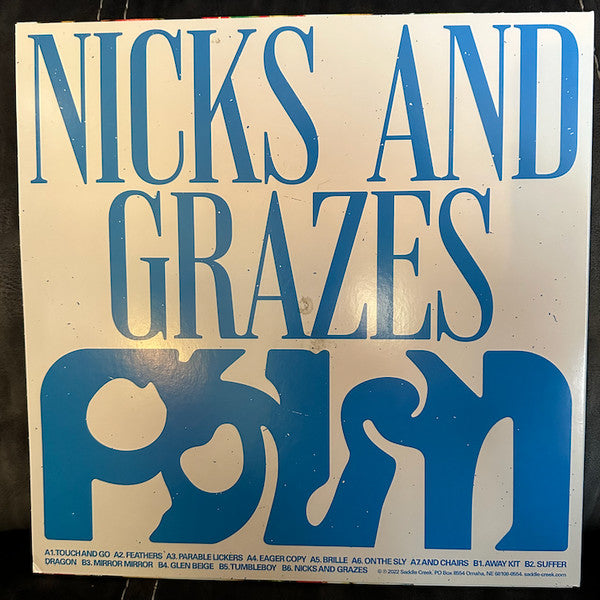 NICKS AND
GRAZES
PALM
A1. TOUCH AND GO A2. FEATHERS A3. PARABLE LICKERS A4. EAGER COPY A5. BRILLE A6. ON THE SLY A7. AND CHAIRS B1. AWAY KIT B2. SUFFER
DRAGON B3. MIRROR MIRROR B4. GLEN BEIGE B5. TUMBLEBOY B6. NICKS AND GRAZES © ℗ 2022 Saddle Creek. PO Box 8554 Omaha, NE 68108-0554. saddle-creek.com